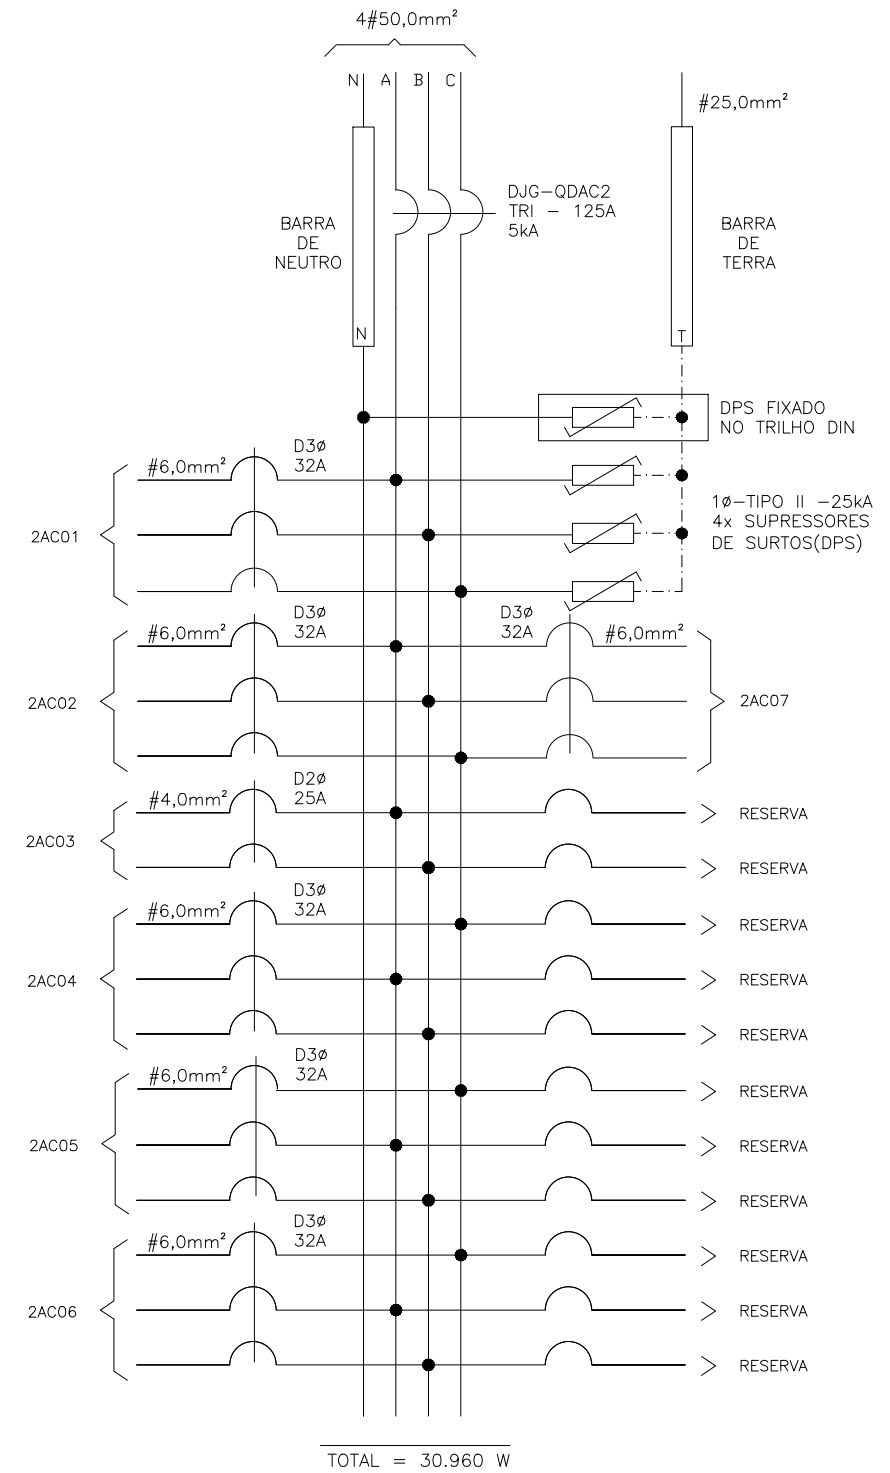 4#50,0mm²
N A B C
#25,0mm²
DJG-QDAC2
TRI - 125A
5kA
BARRA
DE
NEUTRO
BARRA
DE
TERRA
N
T
DPS FIXADO
NO TRILHO DIN
1ø-TIPO II -25kA
4x SUPRESSORES
DE SURTOS(DPS)
#6,0mm²
D3ø
32A
2AC01
#6,0mm²
D3ø
32A
2AC02
D3ø
32A
#6,0mm²
2AC07
#4,0mm²
D2ø
25A
2AC03
RESERVA
RESERVA
#6,0mm²
D3ø
32A
2AC04
RESERVA
RESERVA
RESERVA
#6,0mm²
D3ø
32A
2AC05
RESERVA
RESERVA
RESERVA
#6,0mm²
D3ø
32A
2AC06
RESERVA
RESERVA
RESERVA
TOTAL = 30.960 W